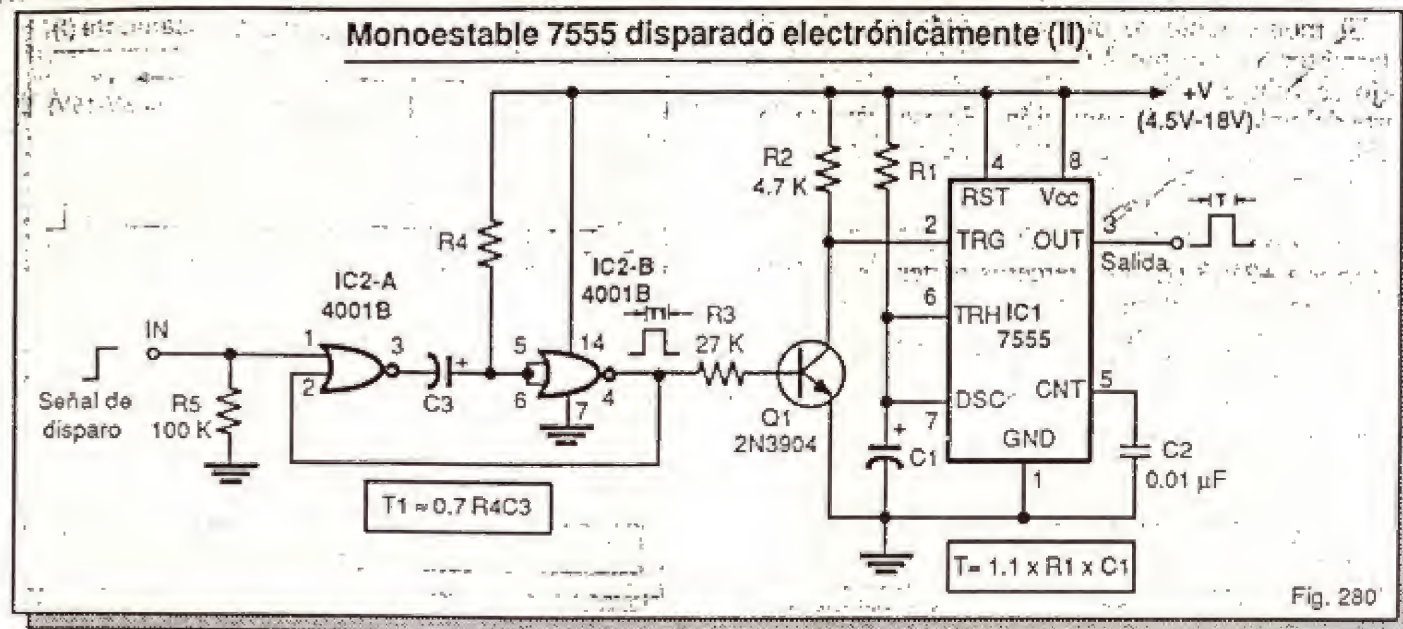 Monoestable 7555 disparado electrónicamente (II)
+V
(4.5V-18V)
R2
4.7 K
R1
4
8
RST
Vcc
R4
2
TRG
OUT
3
T
Salida
IC2-A
4001B
IC2-B
4001B
T1
R3
27 K
6
TRH
IC1
7555
IN
1
2
3
5
6
14
4
7
+
C3
Señal de
disparo
R5
100 K
Q1
2N3904
DSC
7
CNT
5
GND
1
+
C1
C2
0.01 µF
T1 ≈ 0.7 R4C3
T= 1.1 x R1 x C1
Fig. 280